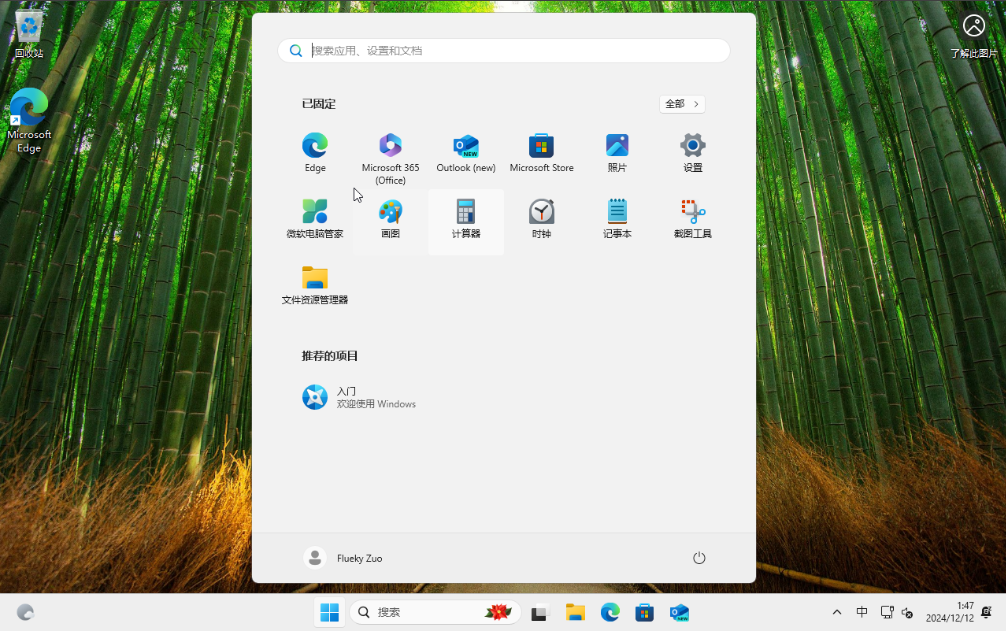 回收站
Microsoft
Edge
了解此图片
搜索应用、设置和文档
已固定
全部
Edge
Microsoft 365
(Office)
Outlook (new)
Microsoft Store
照片
设置
微软电脑管家
画图
计算器
时钟
记事本
截图工具
文件资源管理器
推荐的项目
入门
欢迎使用 Windows
Flueky Zuo
搜索
NEW
中
1:47
2024/12/12